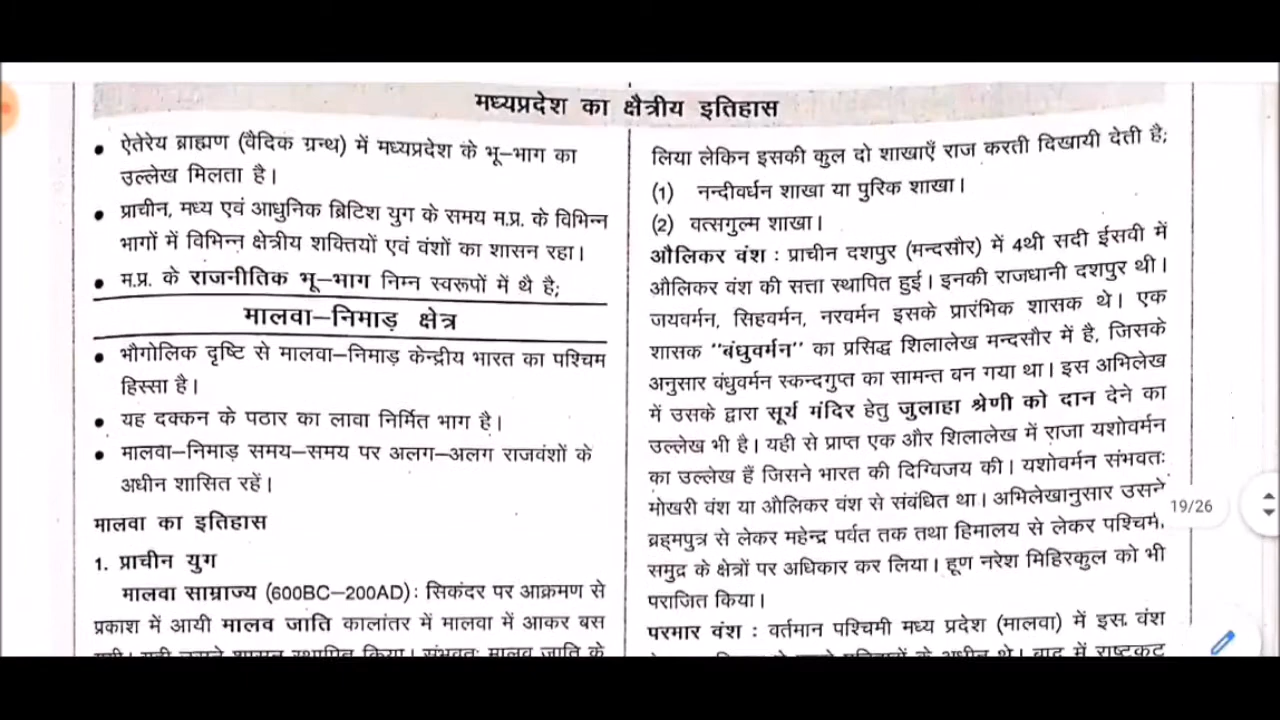 मध्यप्रदेश का क्षैत्रीय इतिहास
• ऐतेरेय ब्राह्मण (वैदिक ग्रन्थ) में मध्यप्रदेश के भू–भाग का
उल्लेख मिलता है।
• प्राचीन, मध्य एवं आधुनिक ब्रिटिश युग के समय म.प्र. के विभिन्न
भागों में विभिन्न क्षेत्रीय शक्तियों एवं वंशों का शासन रहा।
• म.प्र. के राजनीतिक भू–भाग निम्न स्वरूपों में थै है;
मालवा–निमाड़ क्षेत्र
• भौगोलिक दृष्टि से मालवा–निमाड़ केन्द्रीय भारत का पश्चिम
हिस्सा है।
• यह दक्कन के पठार का लावा निर्मित भाग है।
• मालवा–निमाड़ समय–समय पर अलग–अलग राजवंशों के
अधीन शासित रहें।
मालवा का इतिहास
1. प्राचीन युग
मालवा साम्राज्य (600BC–200AD) : सिकंदर पर आक्रमण से
प्रकाश में आयी मालव जाति कालांतर में मालवा में आकर बस
लिया लेकिन इसकी कुल दो शाखाएँ राज करती दिखायी देती है;
(1) नन्दीवर्धन शाखा या पुरिक शाखा।
(2) वत्सगुल्म शाखा।
औलिकर वंश : प्राचीन दशपुर (मन्दसौर) में 4थी सदी ईसवी में
औलिकर वंश की सत्ता स्थापित हुई। इनकी राजधानी दशपुर थी।
जयवर्मन, सिहवर्मन, नरवर्मन इसके प्रारंभिक शासक थे। एक
शासक "बंधुवर्मन" का प्रसिद्ध शिलालेख मन्दसौर में है, जिसके
अनुसार बंधुवर्मन स्कन्दगुप्त का सामन्त बन गया था। इस अभिलेख
में उसके द्वारा सूर्य मंदिर हेतु जुलाहा श्रेणी को दान देने का
उल्लेख भी है। यही से प्राप्त एक और शिलालेख में राजा यशोवर्मन
का उल्लेख हैं जिसने भारत की दिग्विजय की। यशोवर्मन संभवतः
मोखरी वंश या औलिकर वंश से संबंधित था। अभिलेखानुसार उसने
ब्रह्मपुत्र से लेकर महेन्द्र पर्वत तक तथा हिमालय से लेकर पश्चिम
समुद्र के क्षेत्रों पर अधिकार कर लिया। हूण नरेश मिहिरकुल को भी
पराजित किया।
परमार वंश : वर्तमान पश्चिमी मध्य प्रदेश (मालवा) में इस वंश
19/26